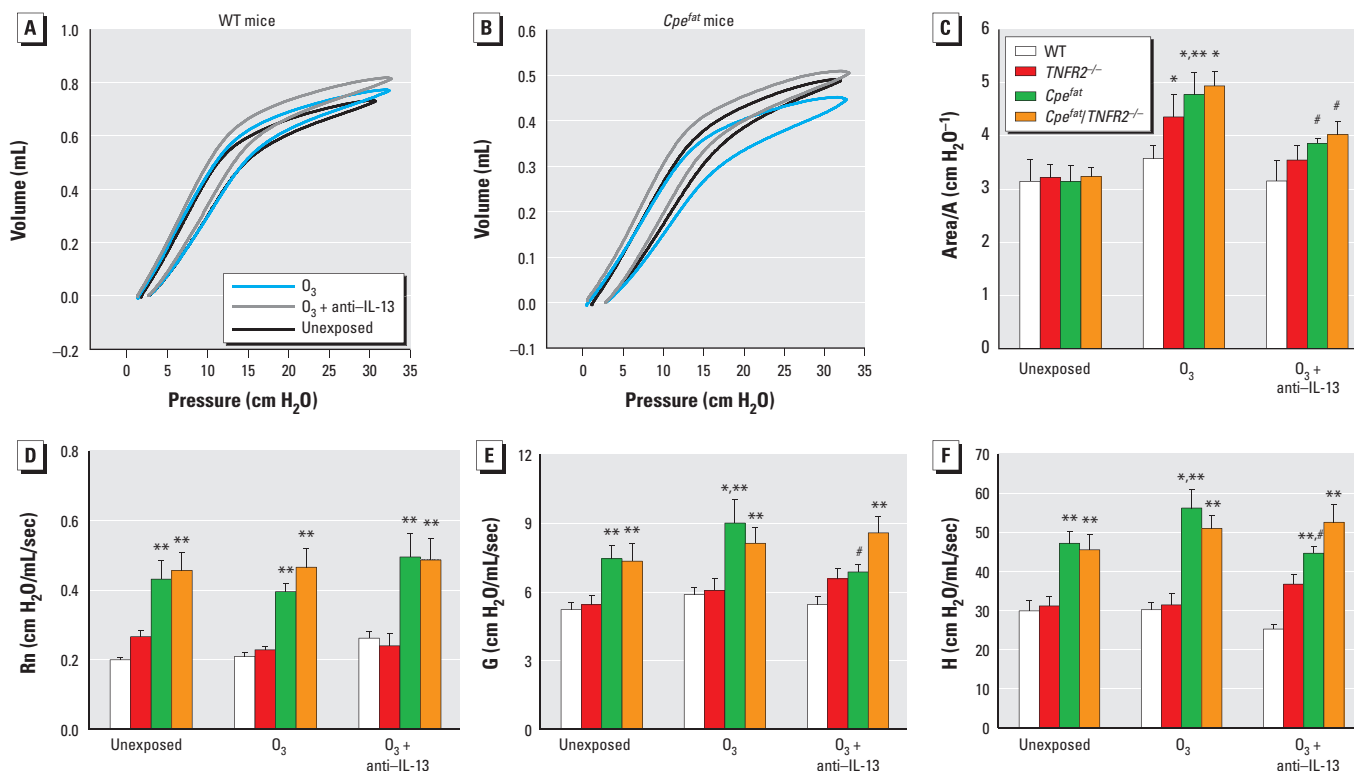 A
WT mice
Volume (mL)
1.0
0.8
0.6
0.4
0.2
0.0
–0.2
0 5 10 15 20 25 30 35
Pressure (cm H₂O)
O₃
O₃ + anti–IL-13
Unexposed
B
Cpeᶠᵃᵗ mice
Volume (mL)
0.6
0.5
0.4
0.3
0.2
0.1
0.0
–0.1
0 5 10 15 20 25 30 35
Pressure (cm H₂O)
C
Area/A (cm H₂O⁻¹)
6
5
4
3
2
1
0
WT
TNFR2⁻/⁻
Cpeᶠᵃᵗ
Cpeᶠᵃᵗ/TNFR2⁻/⁻
*
*,**
*
#
#
Unexposed O₃ O₃ +
anti–IL-13
D
Rn (cm H₂O/mL/sec)
0.8
0.6
0.4
0.2
0.0
** ** ** ** ** **
Unexposed O₃ O₃ +
anti–IL-13
E
G (cm H₂O/mL/sec)
12
9
6
3
0
** ** *,** ** # **
Unexposed O₃ O₃ +
anti–IL-13
F
H (cm H₂O/mL/sec)
70
60
50
40
30
20
10
0
** ** *,** ** **,# **
Unexposed O₃ O₃ +
anti–IL-13